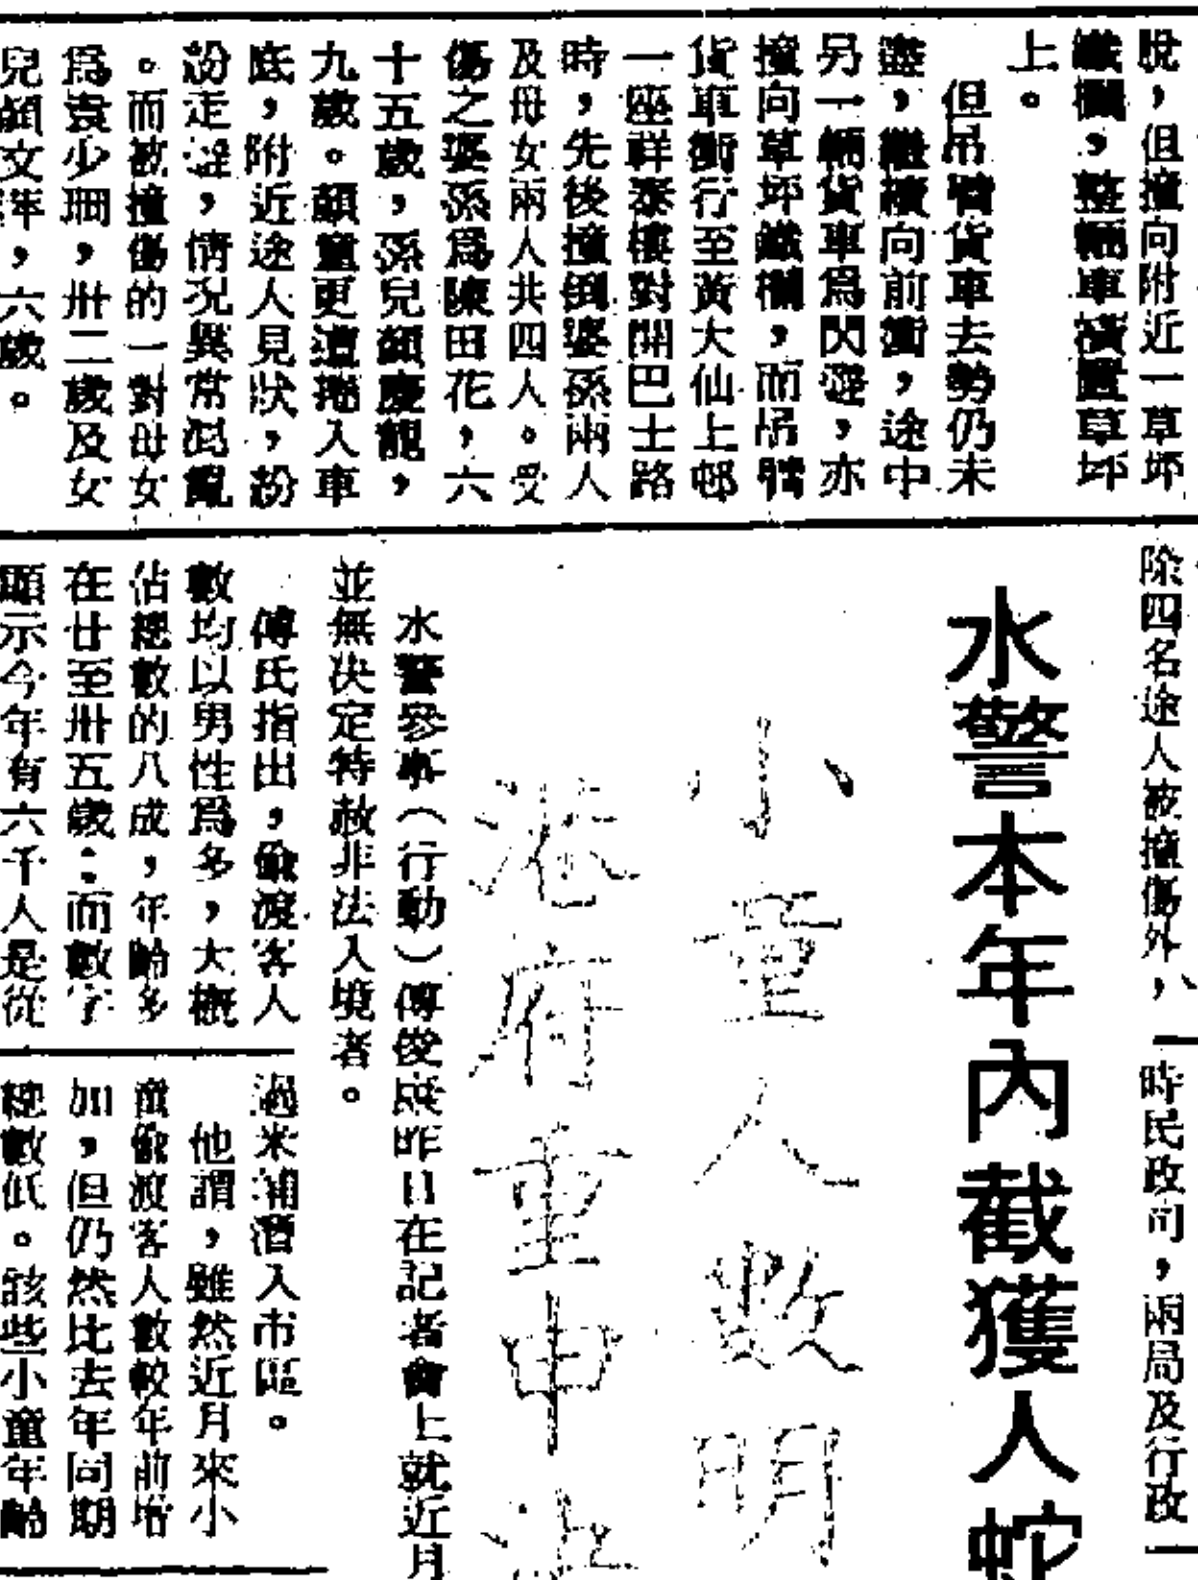 脫，但撞向附近一草坪
鐵欄，整輛車橫置草坪
上。
但吊臂貨車去勢仍未
盡，繼續向前衝，途中
另一輛貨車爲閃避，亦
撞向草坪鐵欄，而吊臂
貨車衝行至黃大仙上邨
一座祥泰樓對開巴士路
時，先後撞倒婆孫兩人
及母女兩人共四人。受
傷之婆孫爲陳田花，六
十五歲，孫兒顏慶龍，
九歲。顏童更遭捲入車
底，附近途人見狀，紛
紛走避，情況異常混亂
。而被撞傷的一對母女
爲袁少珊，卅二歲及女
兒顏文萍，六歲。
除四名途人被撞傷外，
時民政司，兩局及行政
水警本年內截獲人蛇
小童人數明
港府重申
水警參事（行動）傅俊庭昨日在記者會上就近月
並無决定特赦非法入境者。
傅氏指出，偷渡客人
數均以男性爲多，大概
佔總數的八成，年齡多
在廿至卅五歲；而數字
顯示今年有六千人是從
過米埔潛入市區。
他謂，雖然近月來小
童偷渡客人數較年前增
加，但仍然比去年同期
總數低。該些小童年齡